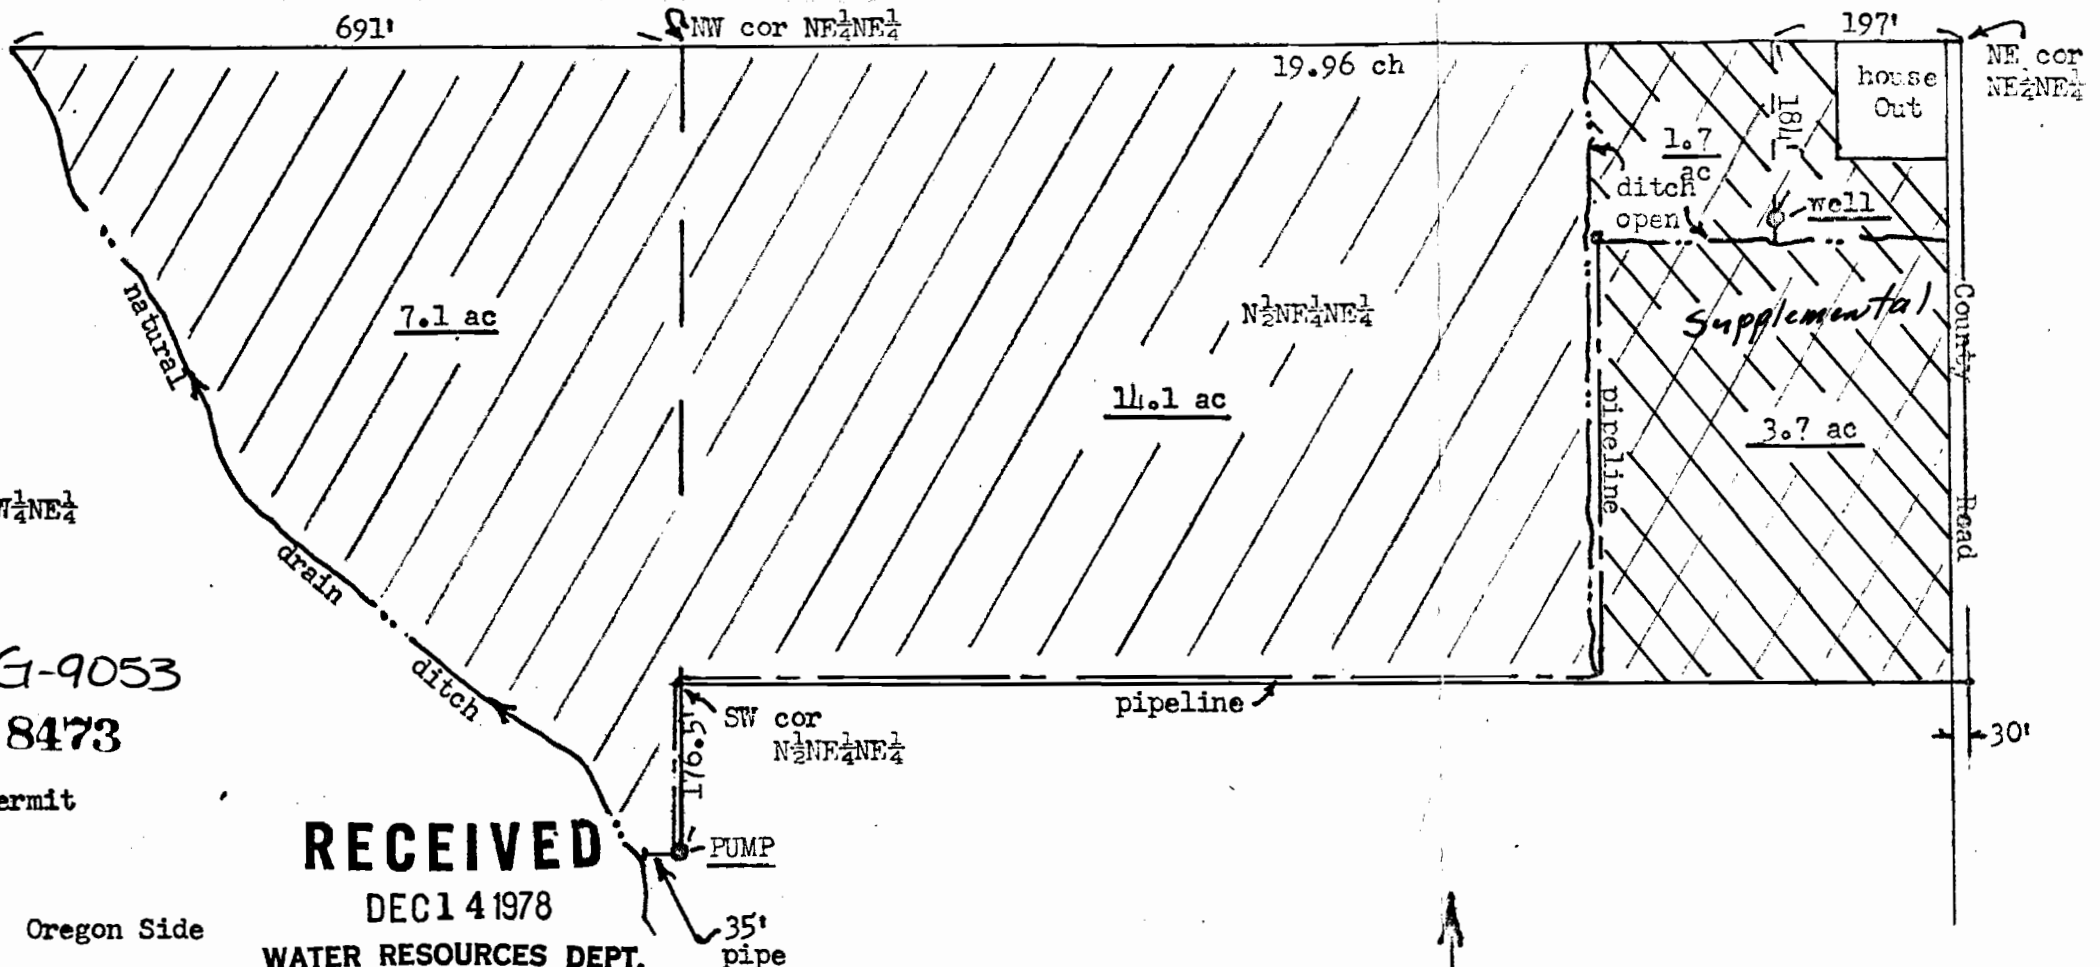 691'
NW cor NE¼NE¼
197'
NE cor
NE¼NE¼
19.96 ch
house
Out
184'
1.7
ac
ditch
open
well
natural
7.1 ac
N½NE¼NE¼
Supplemental
County
14.1 ac
pipeline
3.7 ac
W¼NE¼
Road
drain
G-9053
ditch
pipeline
SW cor
N½NE¼NE¼
176.5'
30'
8473
ermit
RECEIVED
PUMP
DEC 14 1978
Oregon Side
35'
pipe
WATER RESOURCES DEPT.